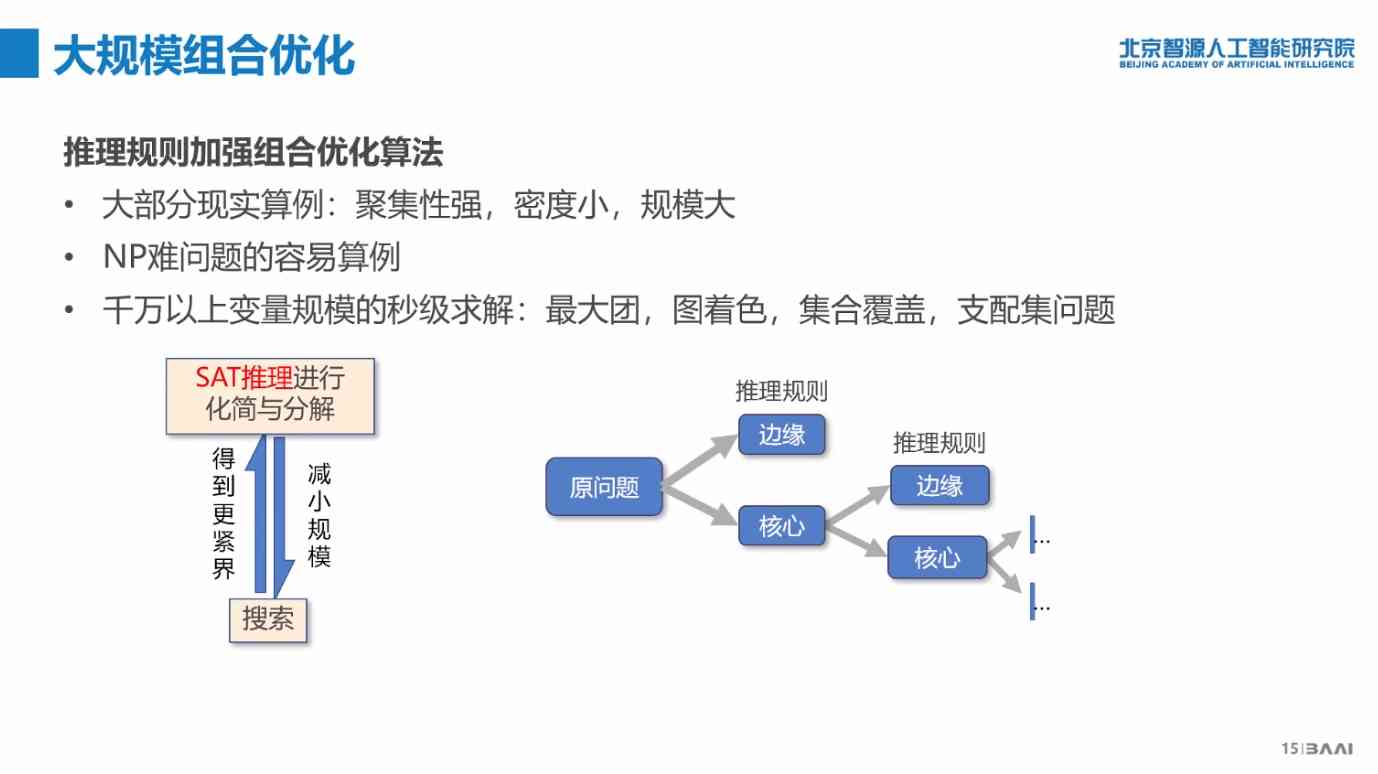 大规模组合优化
北京智源人工智能研究院
BEIJING ACADEMY OF ARTIFICIAL INTELLIGENCE
推理规则加强组合优化算法
• 大部分现实算例：聚集性强，密度小，规模大
• NP难问题的容易算例
• 千万以上变量规模的秒级求解：最大团，图着色，集合覆盖，支配集问题
SAT推理进行
化简与分解
得到更紧界
减小规模
搜索
原问题
推理规则
边缘
核心
推理规则
边缘
核心
...
...
15|BAAI